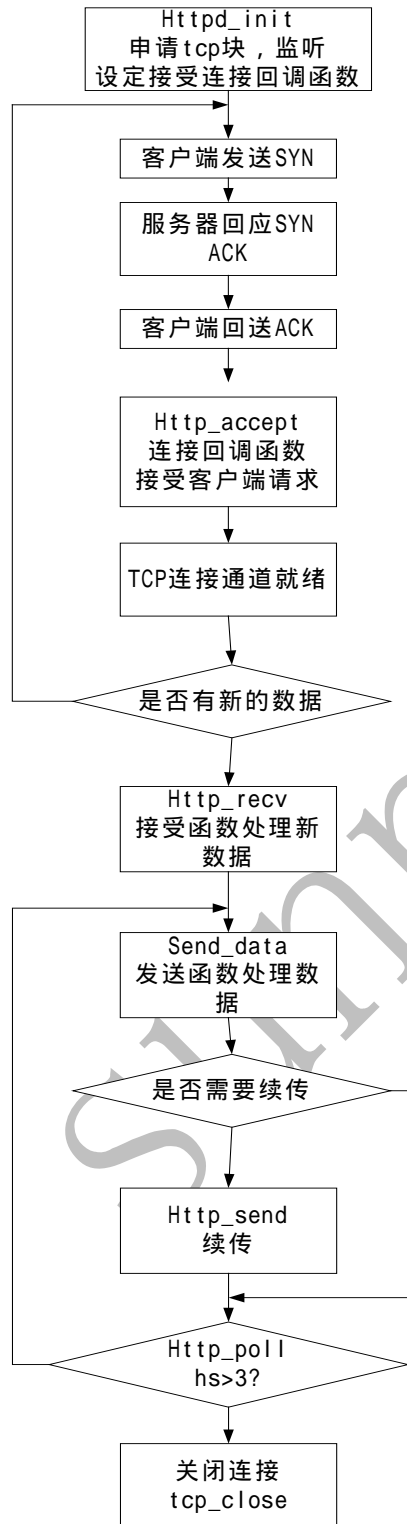 Httpd_init
申请tcp块，监听
设定接受连接回调函数
客户端发送SYN
服务器回应SYN
ACK
客户端回送ACK
Http_accept
连接回调函数
接受客户端请求
TCP连接通道就绪
是否有新的数据
Http_recv
接受函数处理新
数据
Send_data
发送函数处理数
据
是否需要续传
Http_send
续传
Http_poll
hs>3?
关闭连接
tcp_close